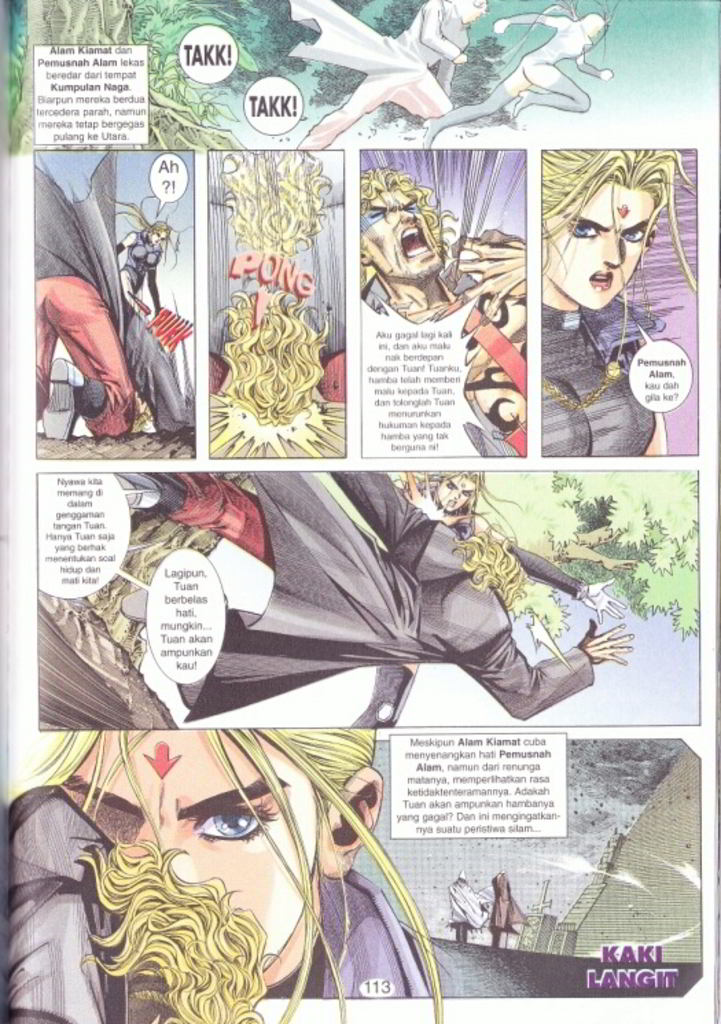 Alam Kiamat dan
Pemusnah Alam lekas
beredar dari tempat
Kumpulan Naga.
Biarpun mereka berdua
tercedera parah, namun
mereka tetap bergegas
pulang ke Utara.
TAKK!
TAKK!
Ah
?!
PONG
!
Aku gagal lagi kali
ini, dan aku malu
nak berdepan
dengan Tuan! Tuanku,
hamba telah memberi
malu kepada Tuan,
dan tolonglah Tuan
menurunkan
hukuman kepada
hamba yang tak
berguna ni!
Pemusnah
Alam,
kau dah
gila ke?
Nyawa kita
memang di
dalam
genggaman
tangan Tuan.
Hanya Tuan saja
yang berhak
menentukan soal
hidup dan
mati kita!
Lagipun,
Tuan
berbelas
hati,
mungkin...
Tuan akan
ampunkan
kau!
Meskipun Alam Kiamat cuba
menyenangkan hati Pemusnah
Alam, namun dari renunga
matanya, memperlihatkan rasa
ketidaktenteramannya. Adakah
Tuan akan ampunkan hambanya
yang gagal? Dan ini mengingatkan-
nya suatu peristiwa silam...
KAKI
LANGIT
113